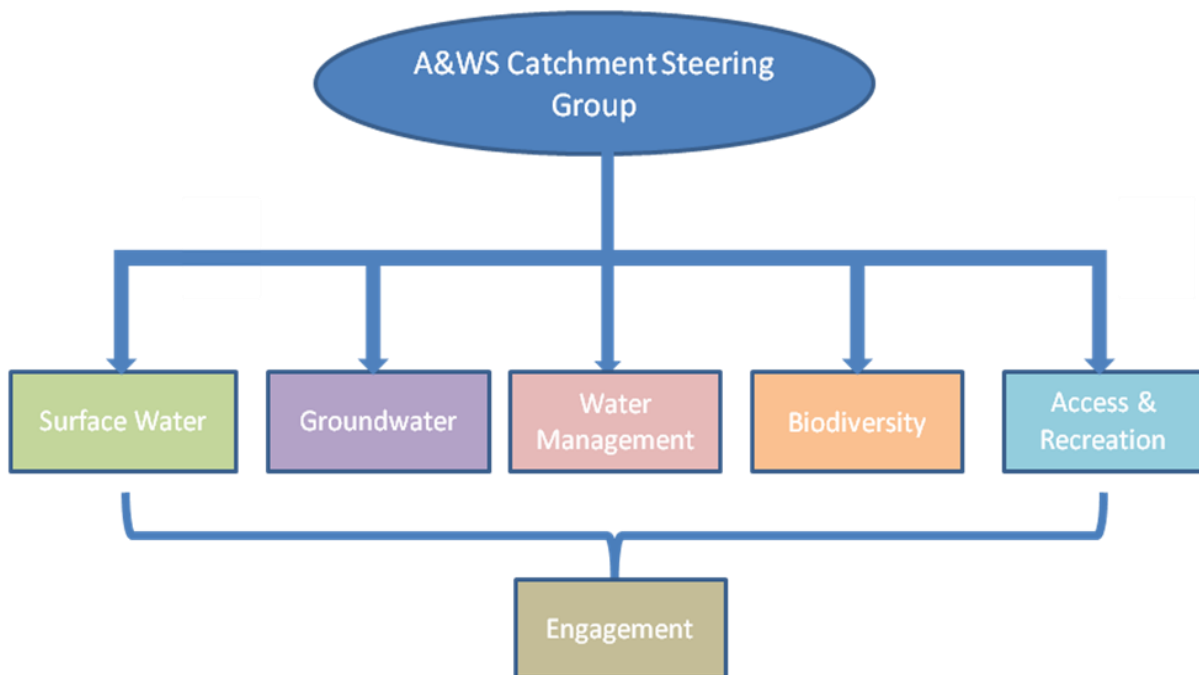 A&WS Catchment Steering
Group
Surface Water
Groundwater
Water
Management
Biodiversity
Access &
Recreation
Engagement